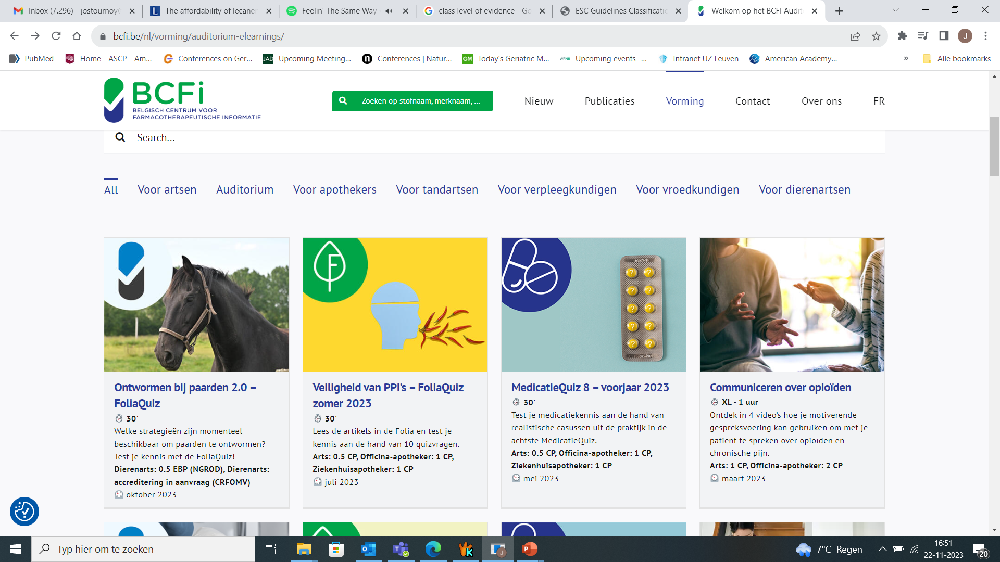 Inbox (7.296) - jostournoy@
The affordability of lecanem
Feelin' The Same Way
class level of evidence - Go
ESC Guidelines Classificatio
Welkom op het BCFI Audito
bcfi.be/nl/vorming/auditorium-elearnings/
J
PubMed
Home - ASCP - Am...
Conferences on Ger...
JAD Upcoming Meeting...
n Conferences | Natur...
GM Today's Geriatric M...
WFNR Upcoming events -...
Intranet UZ Leuven
American Academy...
»
Alle bookmarks
BCFi
BELGISCH CENTRUM VOOR
FARMACOTHERAPEUTISCHE INFORMATIE
Zoeken op stofnaam, merknaam, ...
Nieuw
Publicaties
Vorming
Contact
Over ons
FR
Search...
All
Voor artsen
Auditorium
Voor apothekers
Voor tandartsen
Voor verpleegkundigen
Voor vroedkundigen
Voor dierenartsen
Ontwormen bij paarden 2.0 –
FoliaQuiz
30'
Welke strategieën zijn momenteel
beschikbaar om paarden te ontwormen?
Test je kennis met de FoliaQuiz!
Dierenarts: 0.5 EBP (NGROD), Dierenarts:
accreditering in aanvraag (CRFOMV)
oktober 2023
F
Veiligheid van PPI’s – FoliaQuiz
zomer 2023
30'
Lees de artikels in de Folia en test je
kennis aan de hand van 10 quizvragen.
Arts: 0.5 CP, Officina-apotheker: 1 CP,
Ziekenhuisapotheker: 1 CP
juli 2023
? ?
? ?
? ?
? ?
? ?
MedicatieQuiz 8 – voorjaar 2023
30'
Test je medicatiekennis aan de hand van
realistische casussen uit de praktijk in de
achtste MedicatieQuiz.
Arts: 0.5 CP, Officina-apotheker: 1 CP,
Ziekenhuisapotheker: 1 CP
mei 2023
Communiceren over opioïden
XL - 1 uur
Ontdek in 4 video’s hoe je motiverende
gespreksvoering kan gebruiken om met je
patiënt te spreken over opioïden en
chronische pijn.
Arts: 1 CP, Officina-apotheker: 2 CP
maart 2023
Typ hier om te zoeken
7°C Regen
16:51
22-11-2023
20